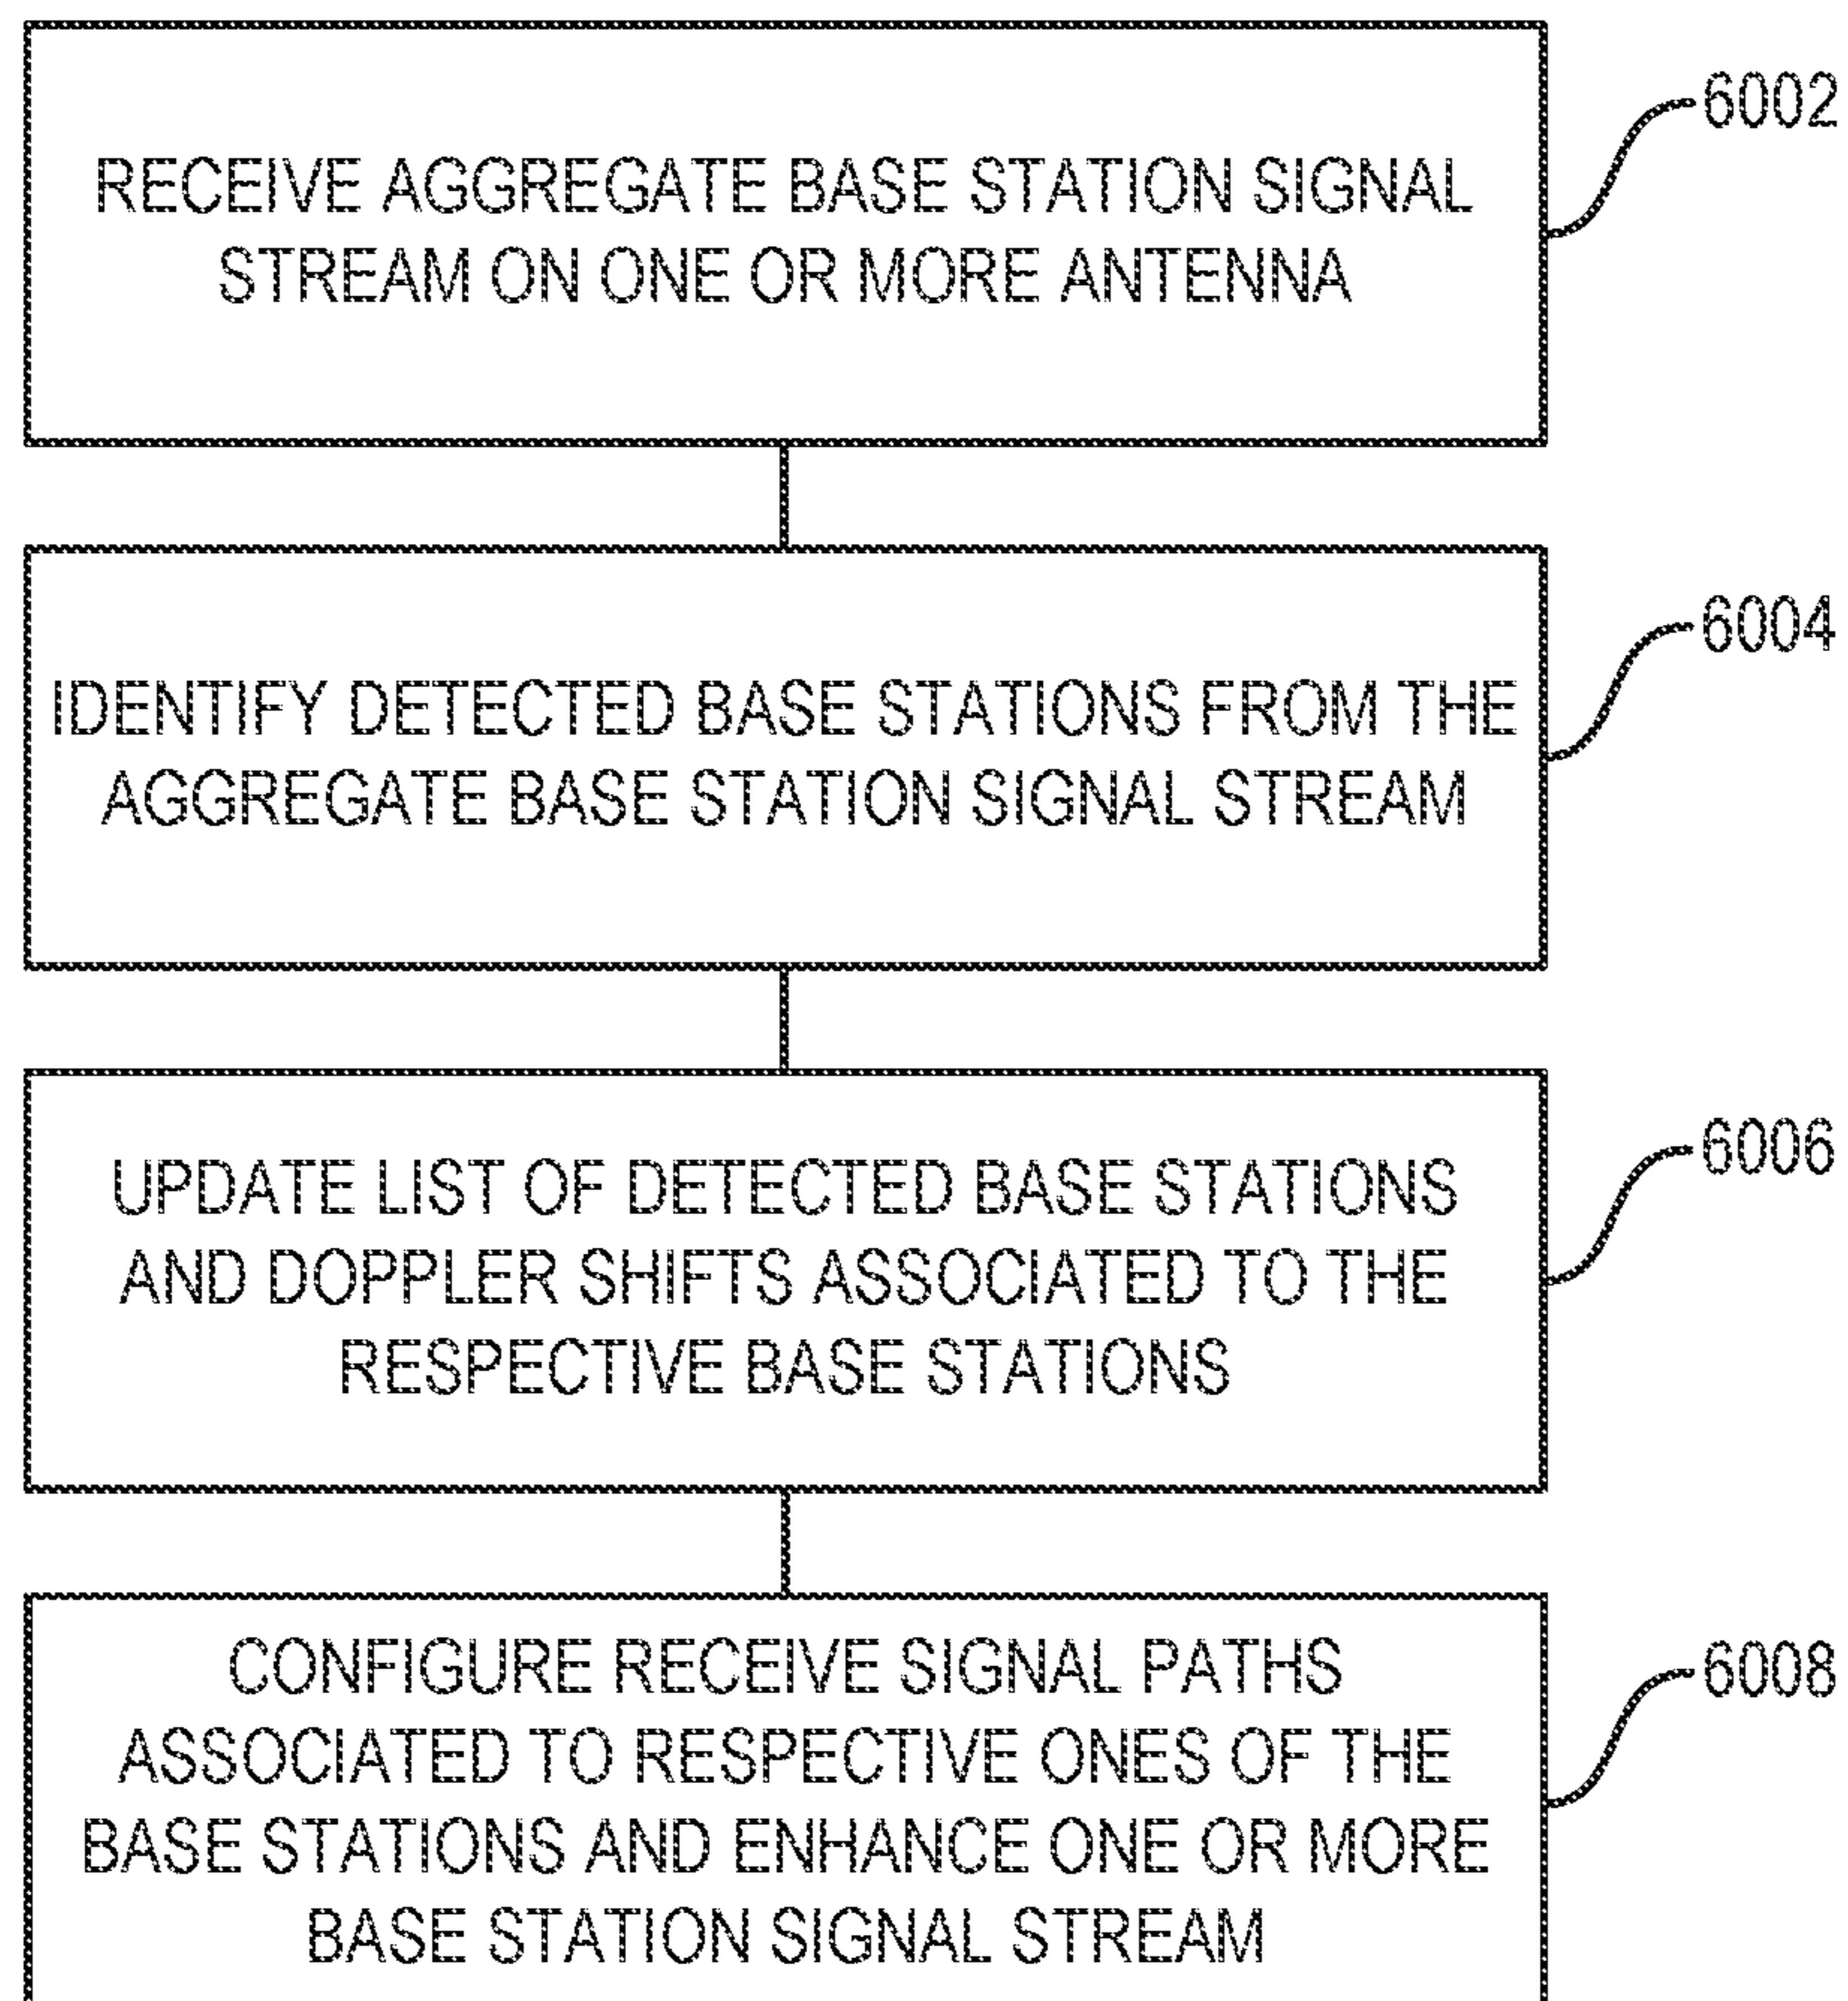 RECEIVE AGGREGATE BASE STATION SIGNAL
STREAM ON ONE OR MORE ANTENNA
6002
IDENTIFY DETECTED BASE STATIONS FROM THE
AGGREGATE BASE STATION SIGNAL STREAM
6004
UPDATE LIST OF DETECTED BASE STATIONS
AND DOPPLER SHIFTS ASSOCIATED TO THE
RESPECTIVE BASE STATIONS
6006
CONFIGURE RECEIVE SIGNAL PATHS
ASSOCIATED TO RESPECTIVE ONES OF THE
BASE STATIONS AND ENHANCE ONE OR MORE
BASE STATION SIGNAL STREAM
6008